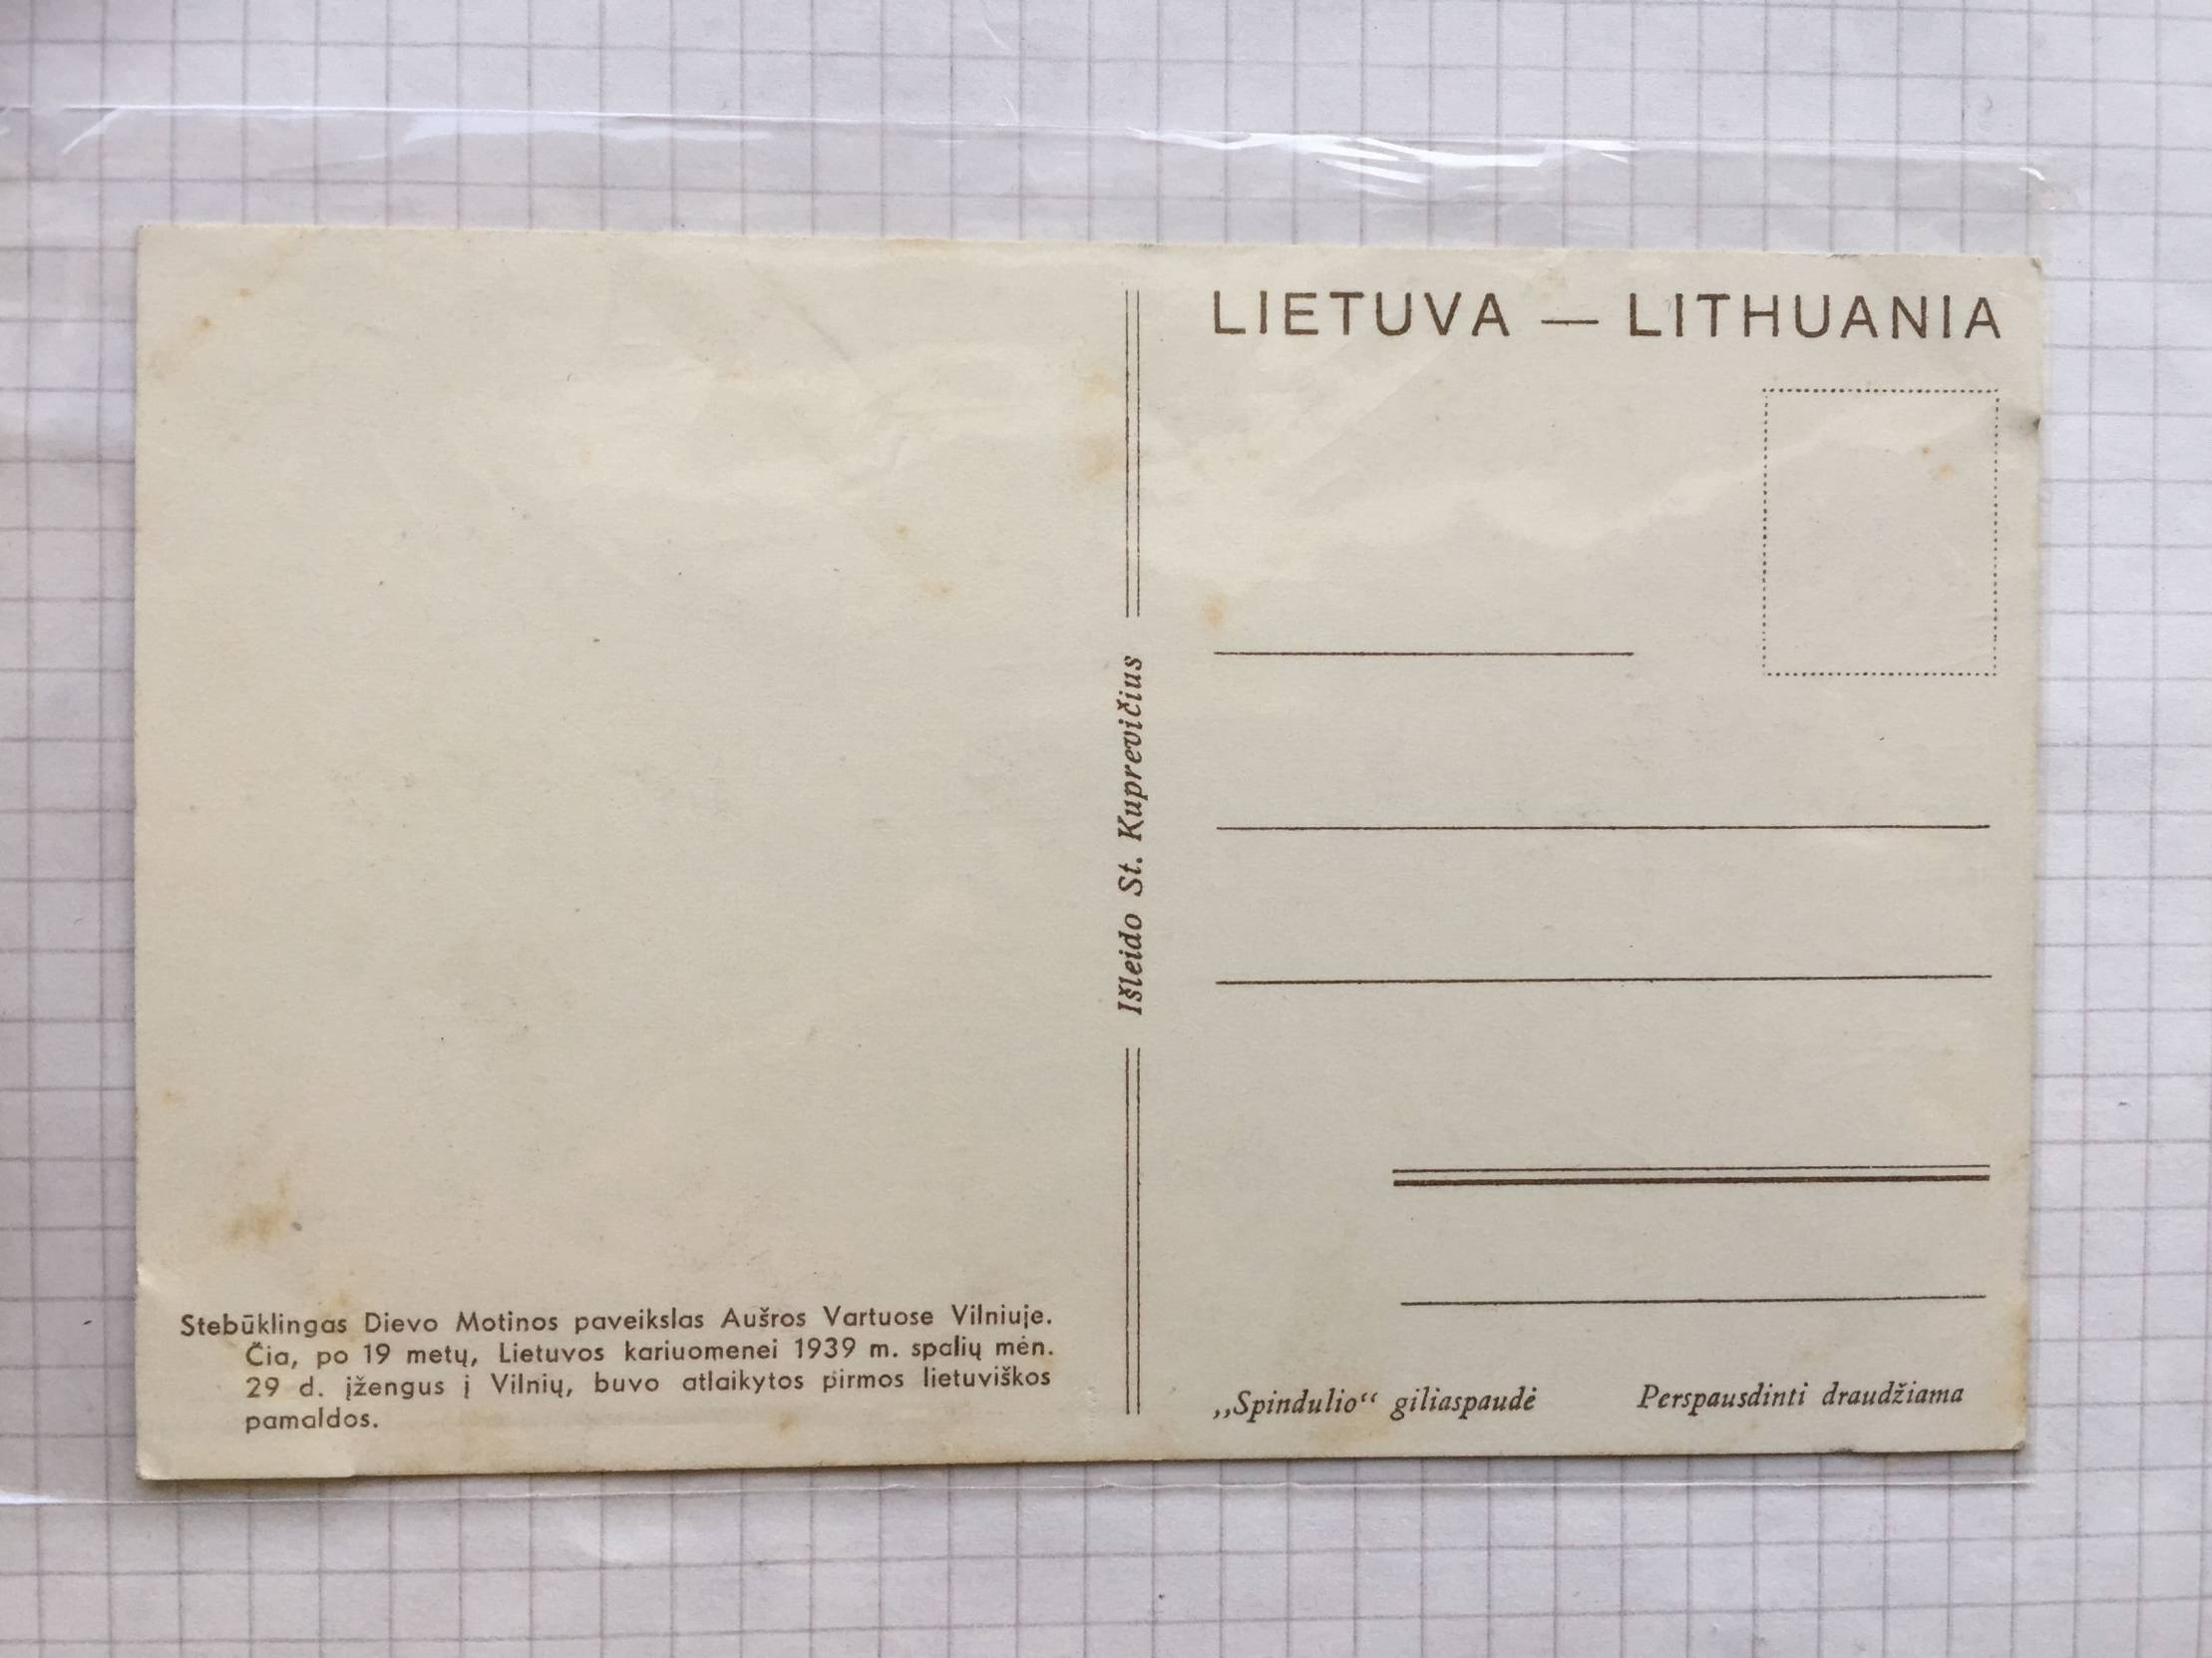 LIETUVA — LITHUANIA
Išleido St. Kuprevičius
Stebūklingas Dievo Motinos paveikslas Aušros Vartuose Vilniuje.
Čia, po 19 metų, Lietuvos kariuomenei 1939 m. spalių mėn.
29 d. įžengus į Vilnių, buvo atlaikytos pirmos lietuviškos
pamaldos.
„Spindulio“ giliaspaudė
Perspausdinti draudžiama